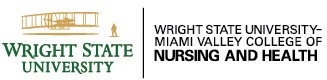 WRIGHT STATE
UNIVERSITY
WRIGHT STATE UNIVERSITY–
MIAMI VALLEY COLLEGE OF
NURSING AND HEALTH